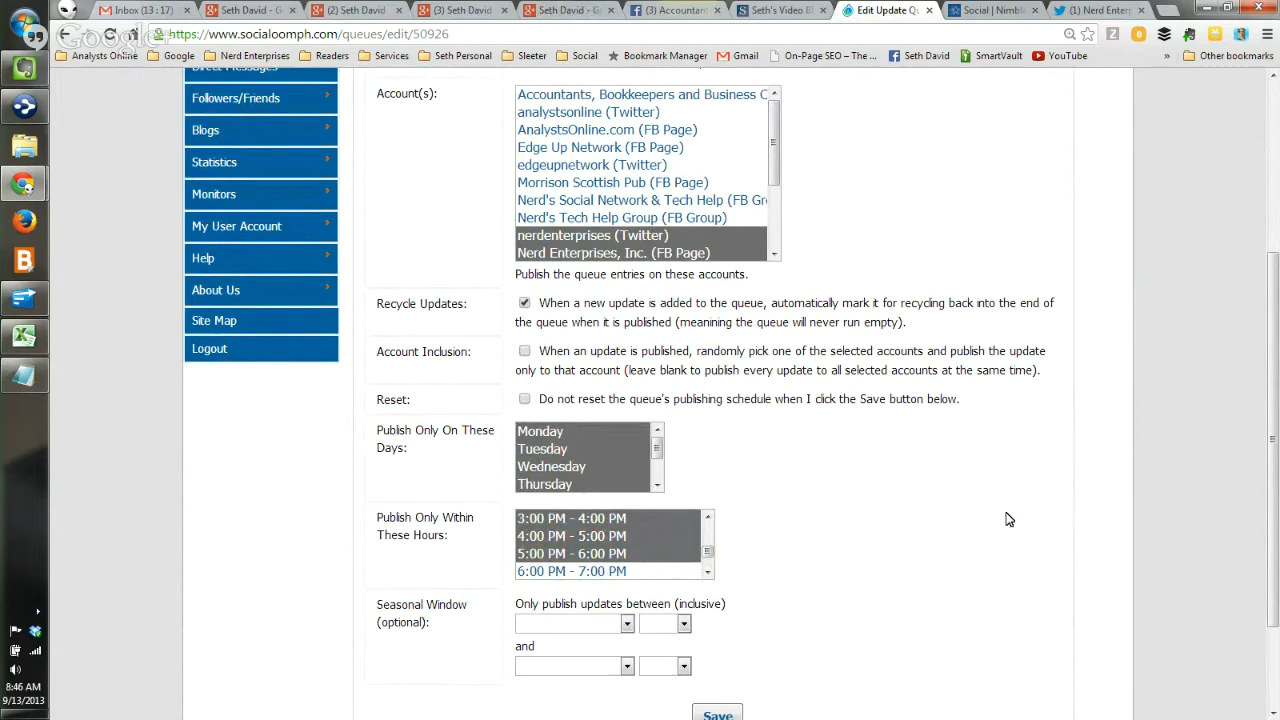 Gmail Inbox (13:17)
Seth David - G
(2) Seth David
(3) Seth David
Seth David - G
(3) Accountant
Seth's Video Bl
Edit Update Qu
Social | Nimbl
(1) Nerd Enter
Google+
https://www.socialoomph.com/queues/edit/50926
Analysts Online
Google
Nerd Enterprises
Readers
Services
Seth Personal
Sleeter
Social
Bookmark Manager
Gmail
On-Page SEO – The ...
Seth David
SmartVault
YouTube
»
Other bookmarks
Direct Messages
Followers/Friends
Blogs
Statistics
Monitors
My User Account
Help
About Us
Site Map
Logout
Account(s):
Accountants, Bookkeepers and Business C
analystsonline (Twitter)
AnalystsOnline.com (FB Page)
Edge Up Network (FB Page)
edgeupnetwork (Twitter)
Morrison Scottish Pub (FB Page)
Nerd's Social Network & Tech Help (FB Gr
Nerd's Tech Help Group (FB Group)
nerdenterprises (Twitter)
Nerd Enterprises, Inc. (FB Page)
Publish the queue entries on these accounts.
Recycle Updates:
When a new update is added to the queue, automatically mark it for recycling back into the end of
the queue when it is published (meanining the queue will never run empty).
Account Inclusion:
When an update is published, randomly pick one of the selected accounts and publish the update
only to that account (leave blank to publish every update to all selected accounts at the same time).
Reset:
Do not reset the queue's publishing schedule when I click the Save button below.
Publish Only On These
Days:
Monday
Tuesday
Wednesday
Thursday
Publish Only Within
These Hours:
3:00 PM - 4:00 PM
4:00 PM - 5:00 PM
5:00 PM - 6:00 PM
6:00 PM - 7:00 PM
Seasonal Window
(optional):
Only publish updates between (inclusive)
and
Save
8:46 AM
9/13/2013